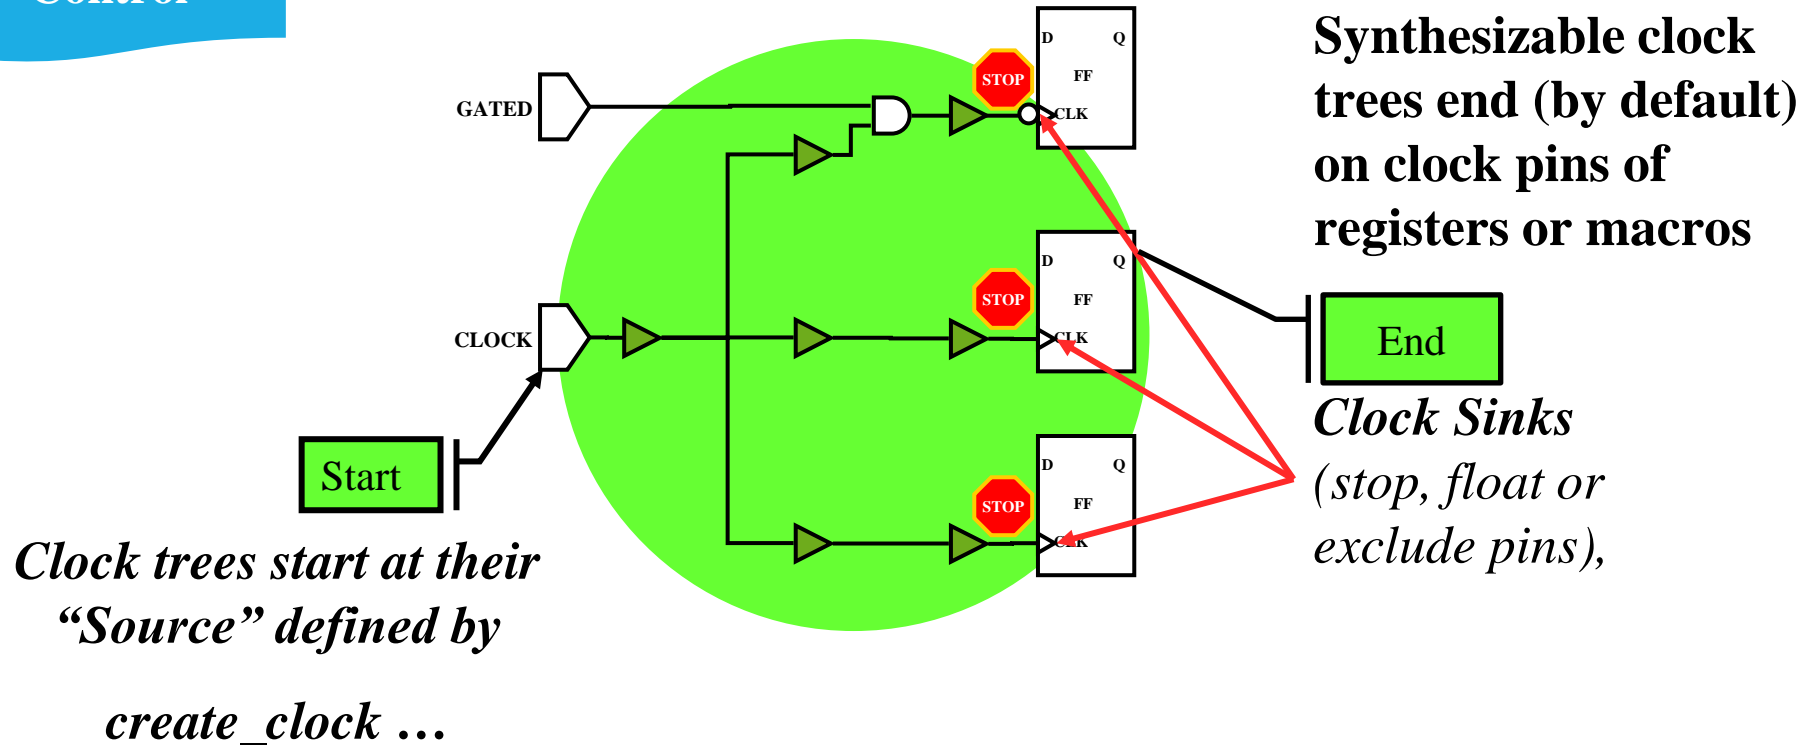 Control
GATED
STOP
D Q
FF
CLK
Synthesizable clock
trees end (by default)
on clock pins of
registers or macros
CLOCK
STOP
D Q
FF
CLK
End
Start
STOP
D Q
FF
CLK
Clock Sinks
(stop, float or
exclude pins),
Clock trees start at their
“Source” defined by
create_clock …